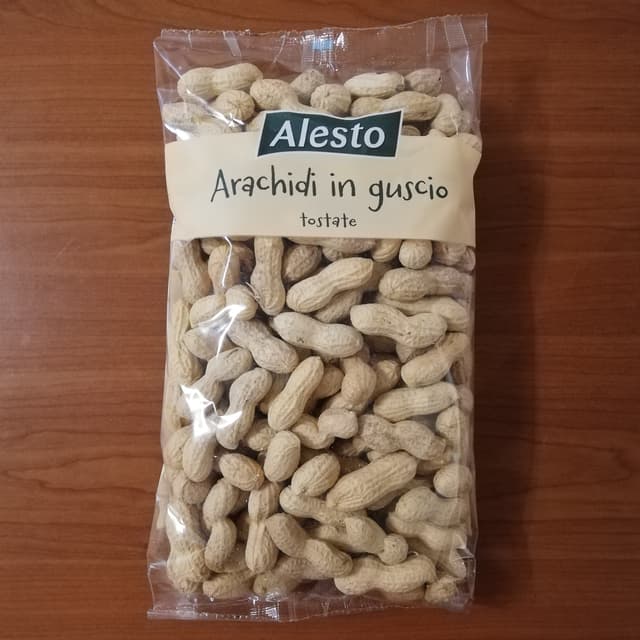 Alesto
Arachidi in guscio
tostate